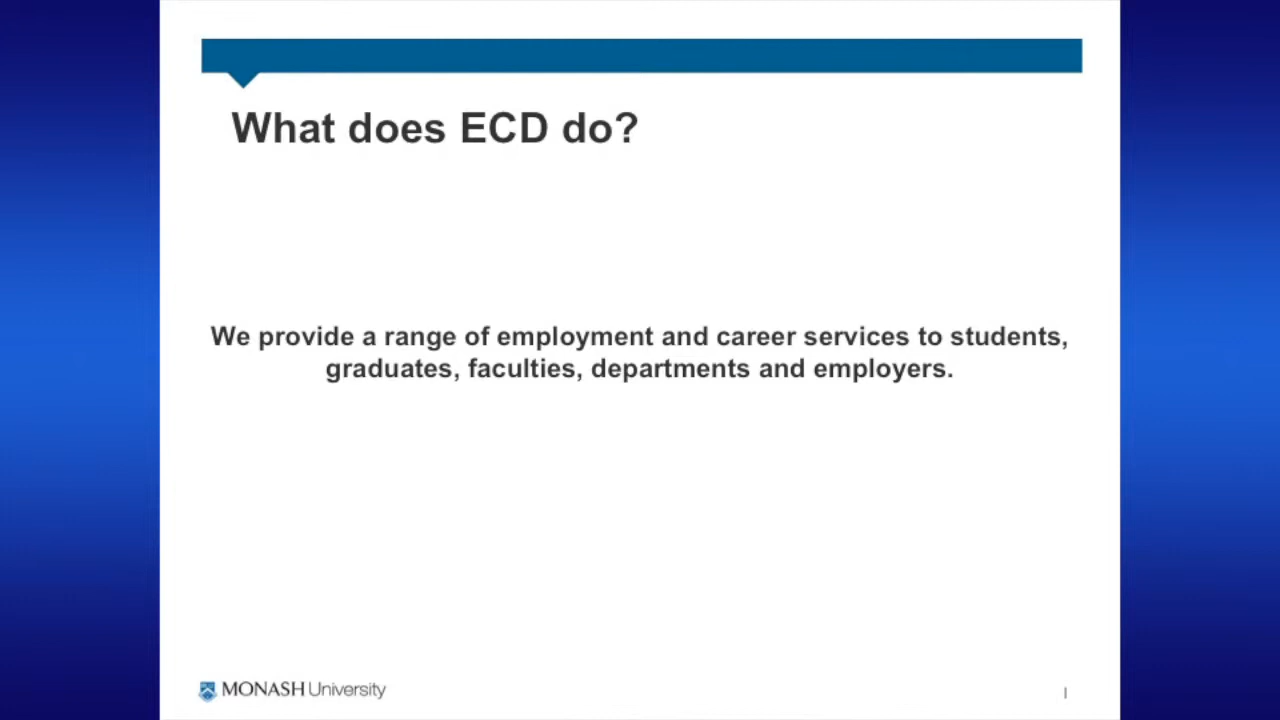 What does ECD do?
We provide a range of employment and career services to students,
graduates, faculties, departments and employers.
MONASH University